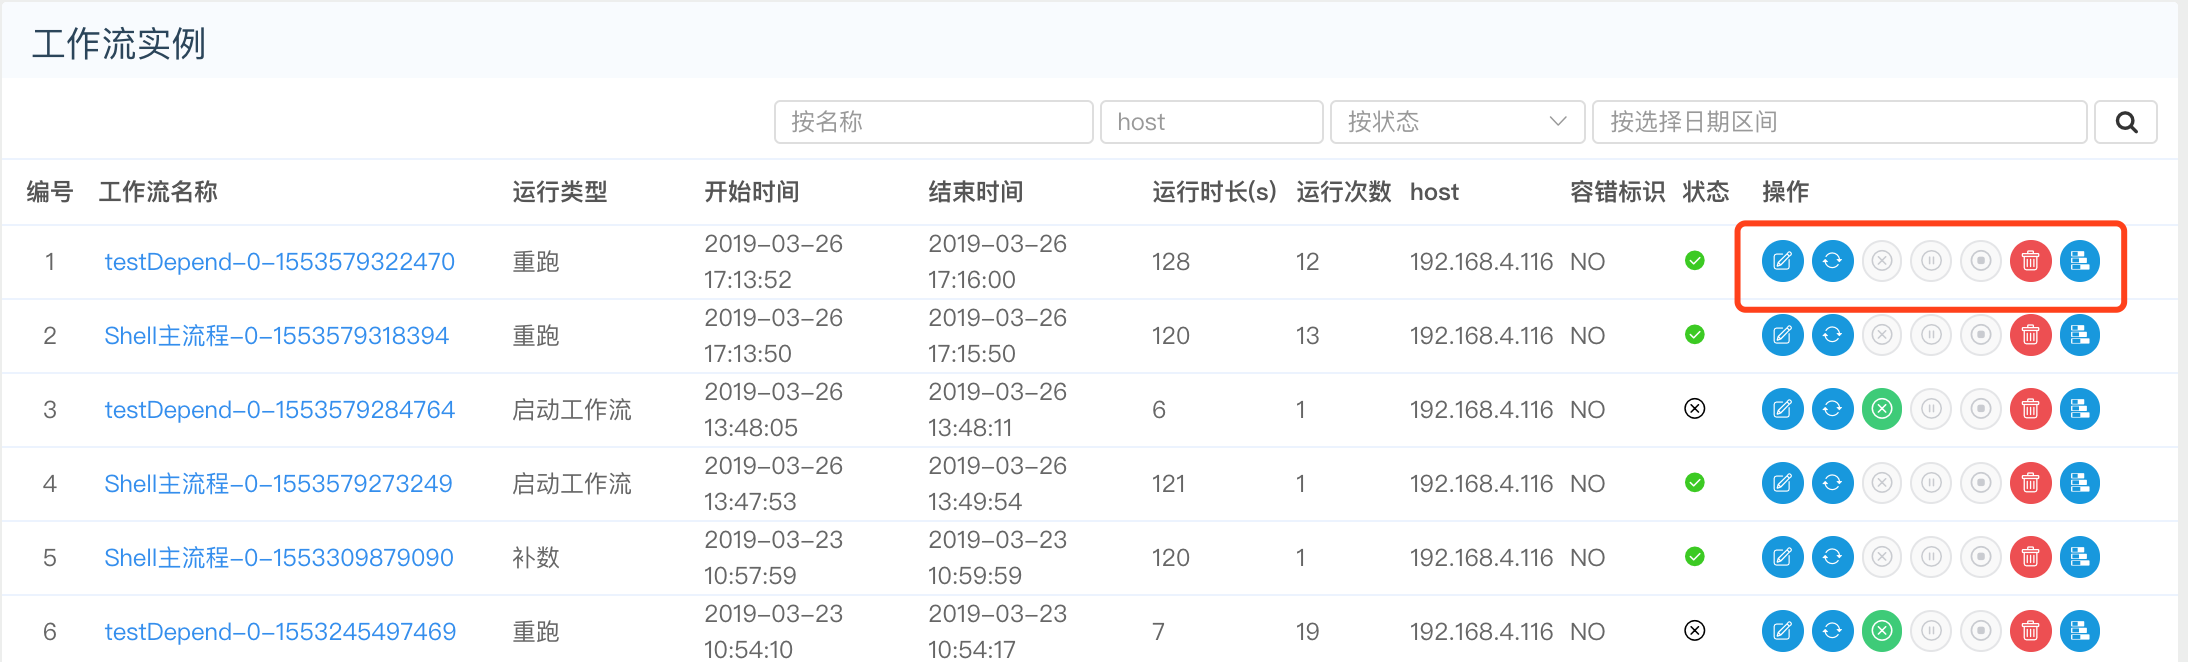 工作流实例
按名称 host 按状态 按选择日期区间
编号 工作流名称 运行类型 开始时间 结束时间 运行时长(s) 运行次数 host 容错标识 状态 操作
1 testDepend-0-1553579322470 重跑 2019-03-26 17:13:52 2019-03-26 17:16:00 128 12 192.168.4.116 NO
2 Shell主流程-0-1553579318394 重跑 2019-03-26 17:13:50 2019-03-26 17:15:50 120 13 192.168.4.116 NO
3 testDepend-0-1553579284764 启动工作流 2019-03-26 13:48:05 2019-03-26 13:48:11 6 1 192.168.4.116 NO
4 Shell主流程-0-1553579273249 启动工作流 2019-03-26 13:47:53 2019-03-26 13:49:54 121 1 192.168.4.116 NO
5 Shell主流程-0-1553309879090 补数 2019-03-23 10:57:59 2019-03-23 10:59:59 120 1 192.168.4.116 NO
6 testDepend-0-1553245497469 重跑 2019-03-23 10:54:10 2019-03-23 10:54:17 7 19 192.168.4.116 NO